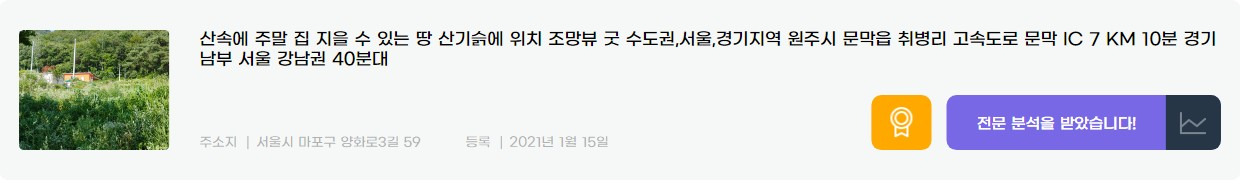 산속에 주말 집 지을 수 있는 땅 산기슭에 위치 조망뷰 굿 수도권,서울,경기지역 원주시 문막읍 취병리 고속도로 문막 IC 7 KM 10분 경기
남부 서울 강남권 40분대
전문 분석을 받았습니다!
주소지 | 서울시 마포구 양화로3길 59 등록 | 2021년 1월 15일